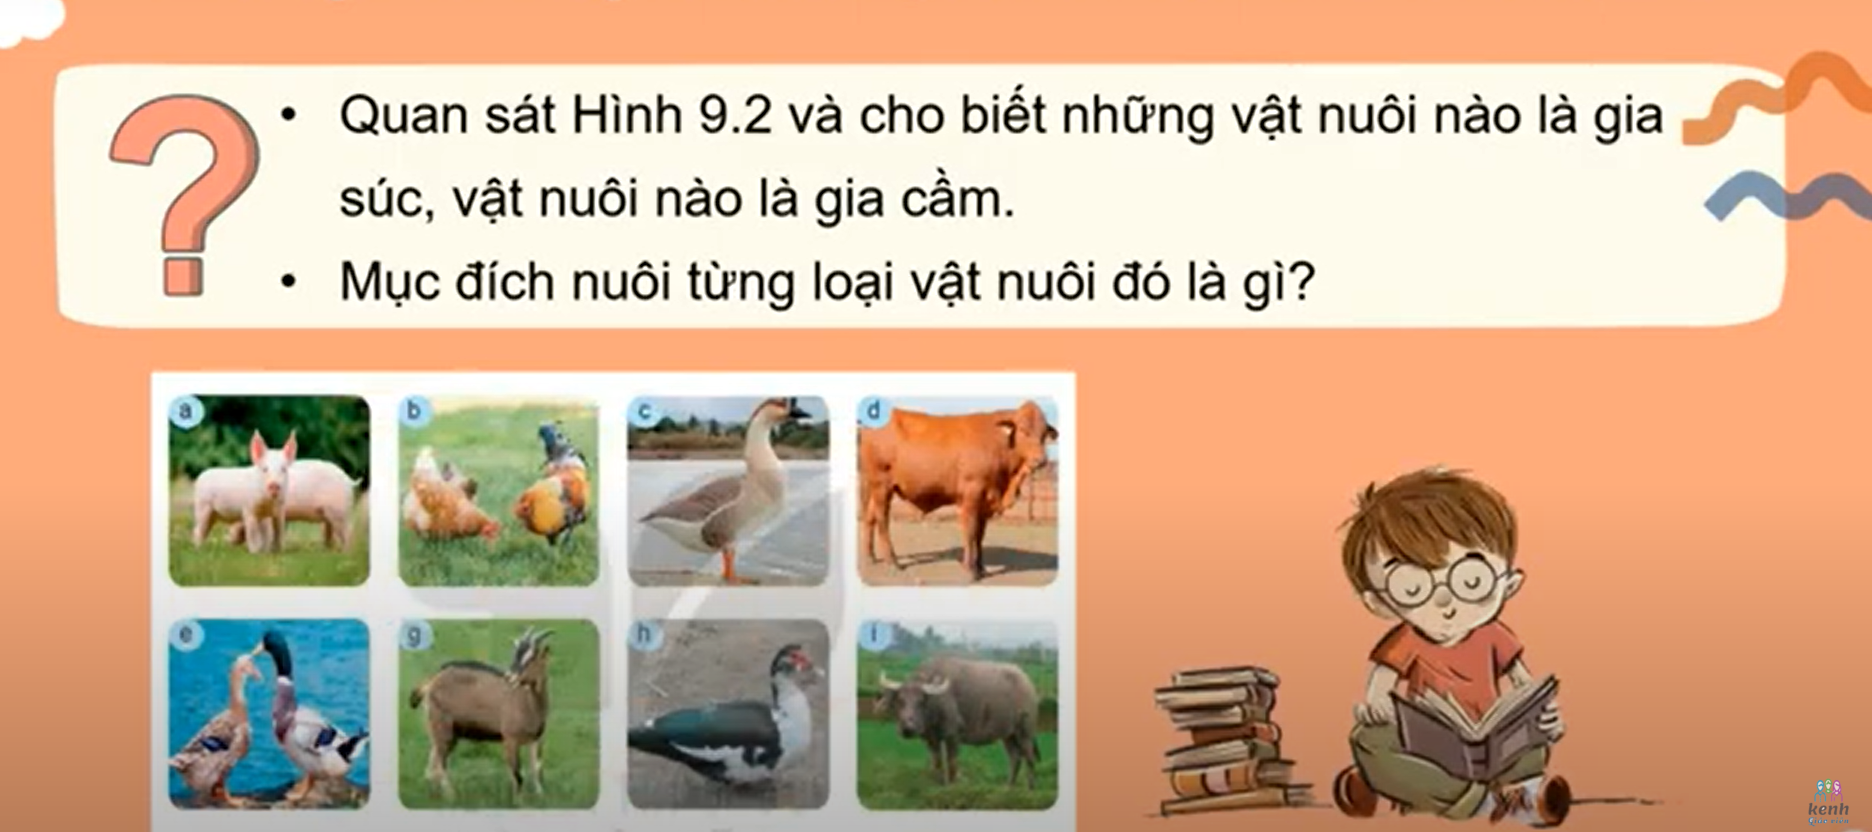 • Quan sát Hình 9.2 và cho biết những vật nuôi nào là gia
súc, vật nuôi nào là gia cầm.
• Mục đích nuôi từng loại vật nuôi đó là gì?
a b c d
e g h i
kenh